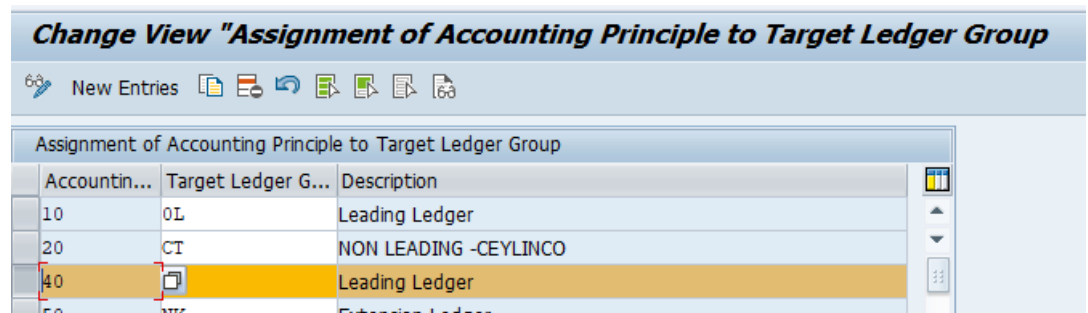 Change View "Assignment of Accounting Principle to Target Ledger Group
New Entries
Assignment of Accounting Principle to Target Ledger Group
Accountin... Target Ledger G... Description
10 0L Leading Ledger
20 CT NON LEADING -CEYLINCO
40 Leading Ledger